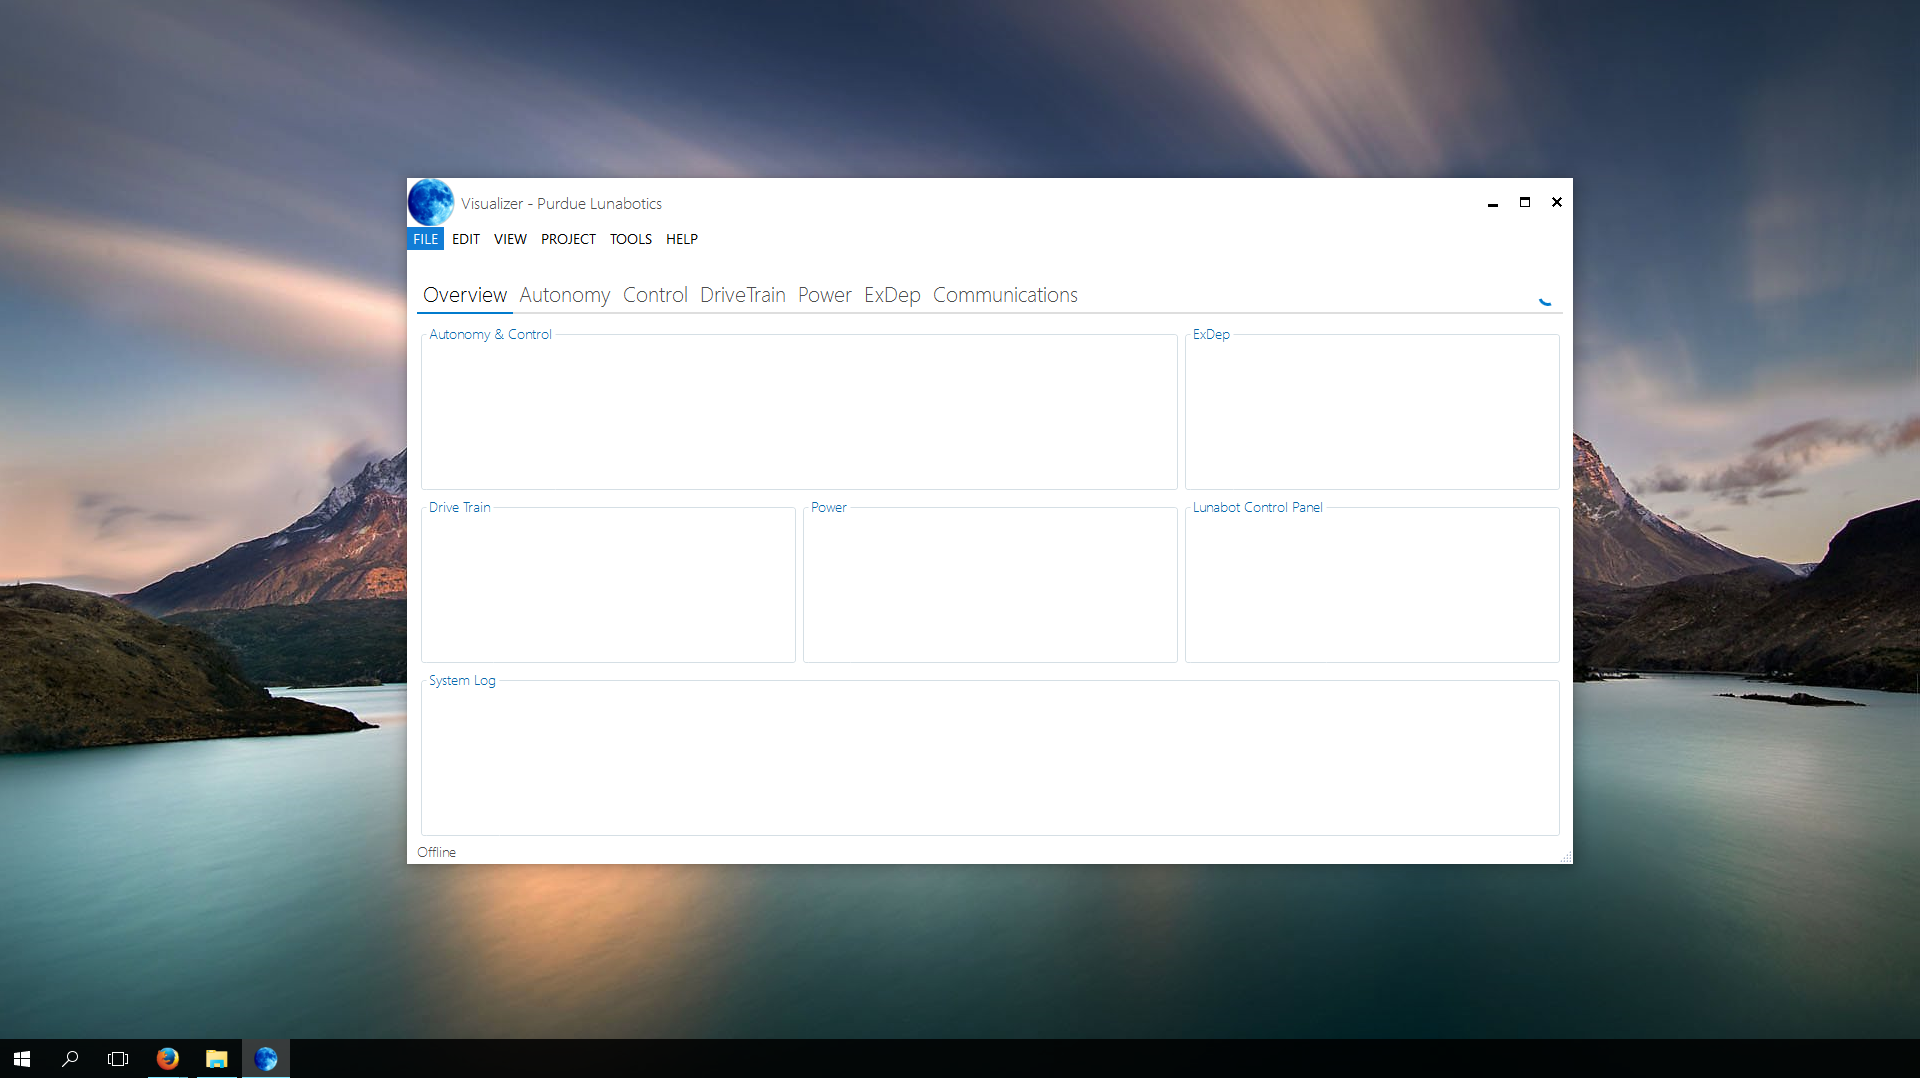 Visualizer - Purdue Lunabotics
FILE EDIT VIEW PROJECT TOOLS HELP
Overview Autonomy Control DriveTrain Power ExDep Communications
Autonomy & Control ExDep
Drive Train Power Lunabot Control Panel
System Log
Offline